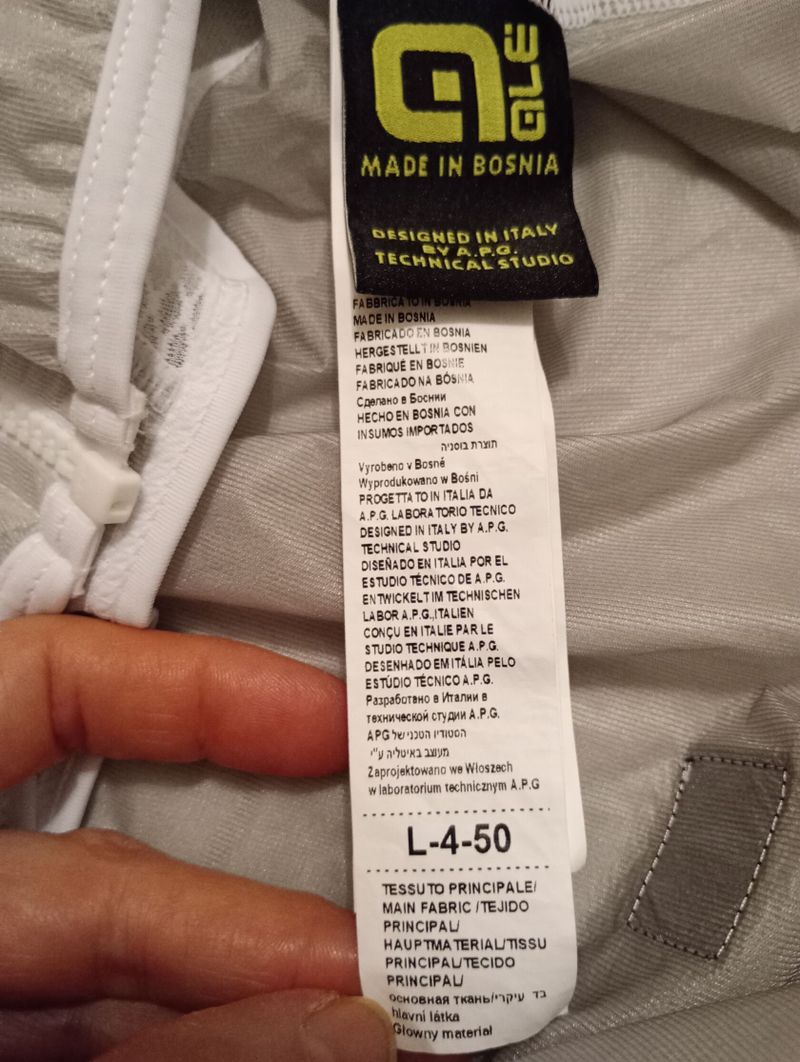 alé
MADE IN BOSNIA
DESIGNED IN ITALY
BY A.P.G.
TECHNICAL STUDIO
FABBRICATO IN BOSNIA
MADE IN BOSNIA
FABRICADO EN BOSNIA
HERGESTELLT IN BOSNIEN
FABRIQUÉ EN BOSNIE
FABRICADO NA BÓSNIA
Сделано в Боснии
HECHO EN BOSNIA CON
INSUMOS IMPORTADOS
תוצרת בוסניה
Vyrobeno v Bosně
Wyprodukowano w Bośni
PROGETTATO IN ITALIA DA
A.P.G. LABORATORIO TECNICO
DESIGNED IN ITALY BY A.P.G.
TECHNICAL STUDIO
DISEÑADO EN ITALIA POR EL
ESTUDIO TÉCNICO DE A.P.G.
ENTWICKELT IM TECHNISCHEN
LABOR A.P.G.,ITALIEN
CONÇU EN ITALIE PAR LE
STUDIO TECHNIQUE A.P.G.
DESENHADO EM ITÁLIA PELO
ESTÚDIO TÉCNICO A.P.G.
Разработано в Италии в
технической студии A.P.G.
הסטודיו הטכני של APG
מעוצב באיטליה ע"י
Zaprojektowano we Włoszech
w laboratorium technicznym A.P.G
L-4-50
TESSUTO PRINCIPALE/
MAIN FABRIC /TEJIDO
PRINCIPAL/
HAUPTMATERIAL/TISSU
PRINCIPAL/TECIDO
PRINCIPAL/
основная ткань/בד עיקרי
hlavní látka
Główny materiał